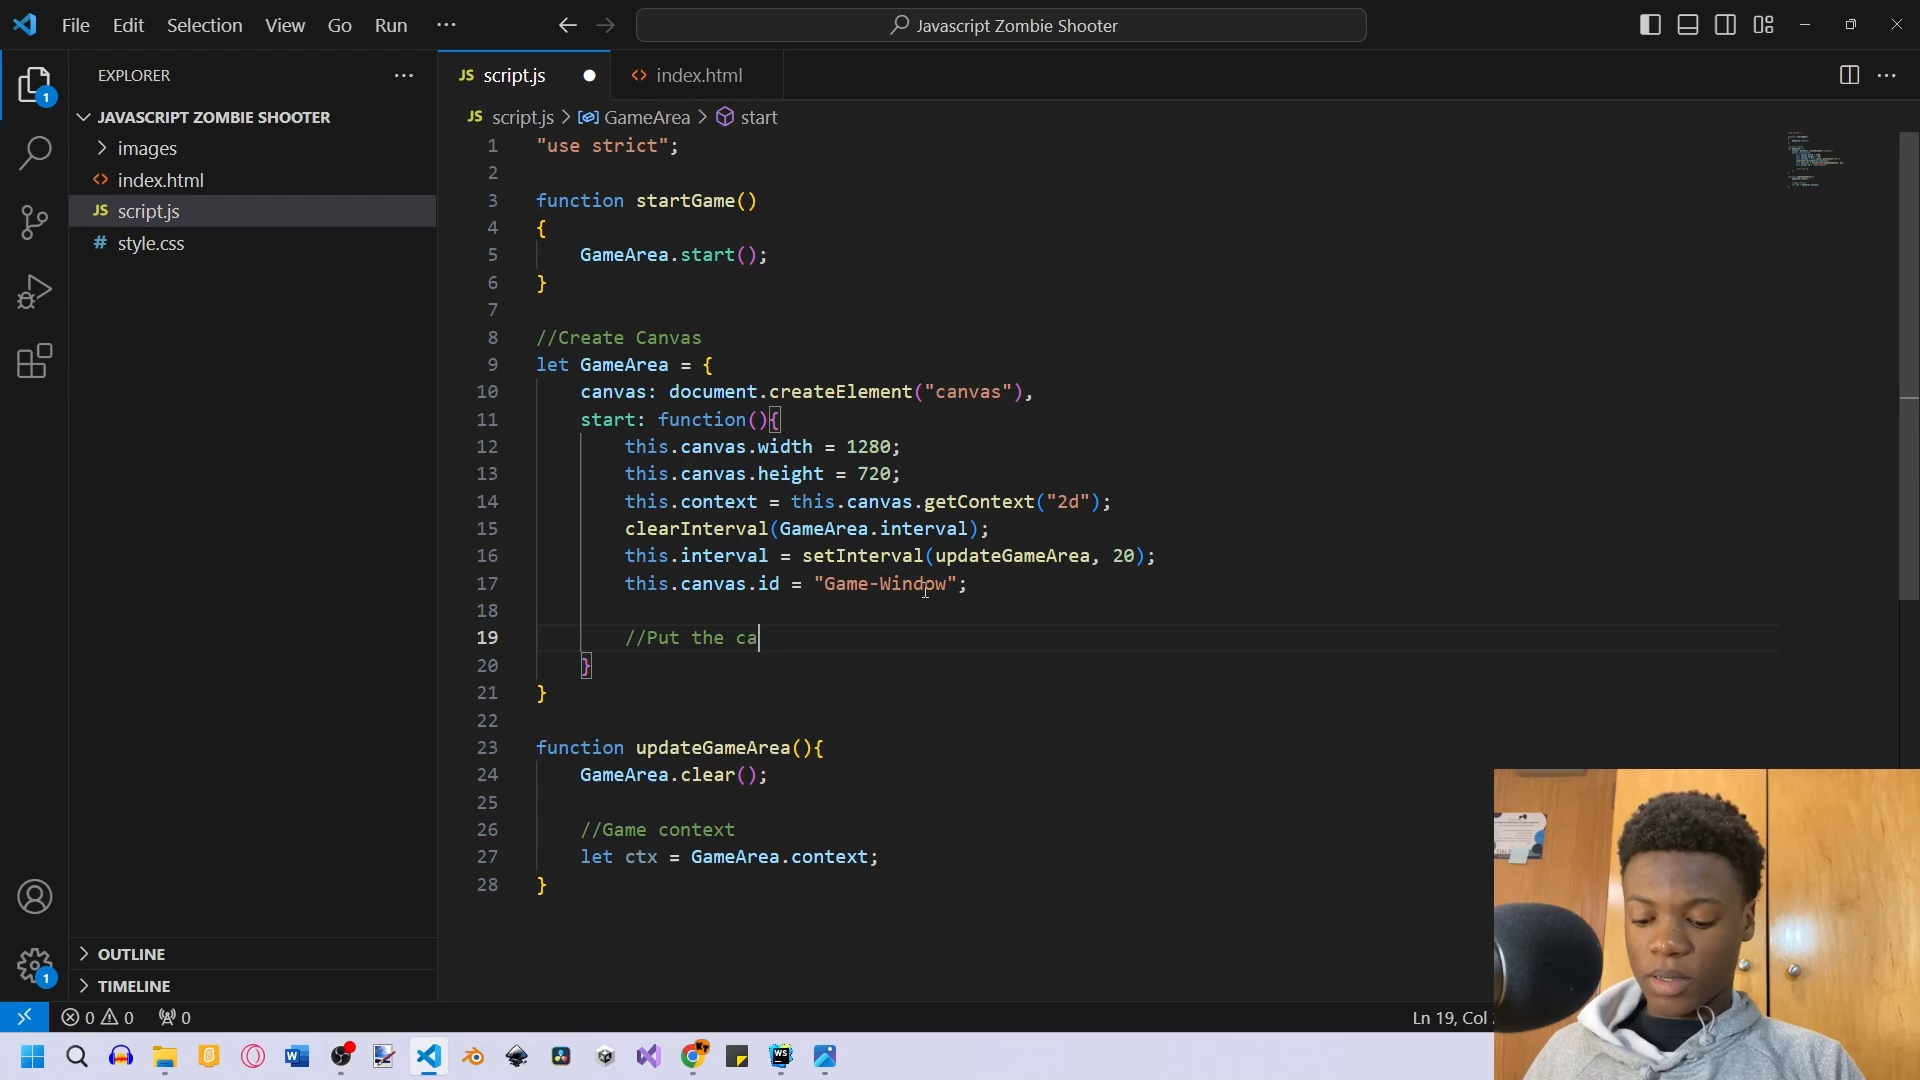 File Edit Selection View Go Run ···
Javascript Zombie Shooter
EXPLORER
JAVASCRIPT ZOMBIE SHOOTER
images
index.html
JS script.js
# style.css
OUTLINE
TIMELINE
JS script.js
index.html
JS script.js > GameArea > start
1 "use strict";
2
3 function startGame()
4 {
5 GameArea.start();
6 }
7
8 //Create Canvas
9 let GameArea = {
10 canvas: document.createElement("canvas"),
11 start: function(){
12 this.canvas.width = 1280;
13 this.canvas.height = 720;
14 this.context = this.canvas.getContext("2d");
15 clearInterval(GameArea.interval);
16 this.interval = setInterval(updateGameArea, 20);
17 this.canvas.id = "Game-Window";
18
19 //Put the ca
20 }
21 }
22
23 function updateGameArea(){
24 GameArea.clear();
25
26 //Game context
27 let ctx = GameArea.context;
28 }
1
1
0 0 0
Ln 19, Col